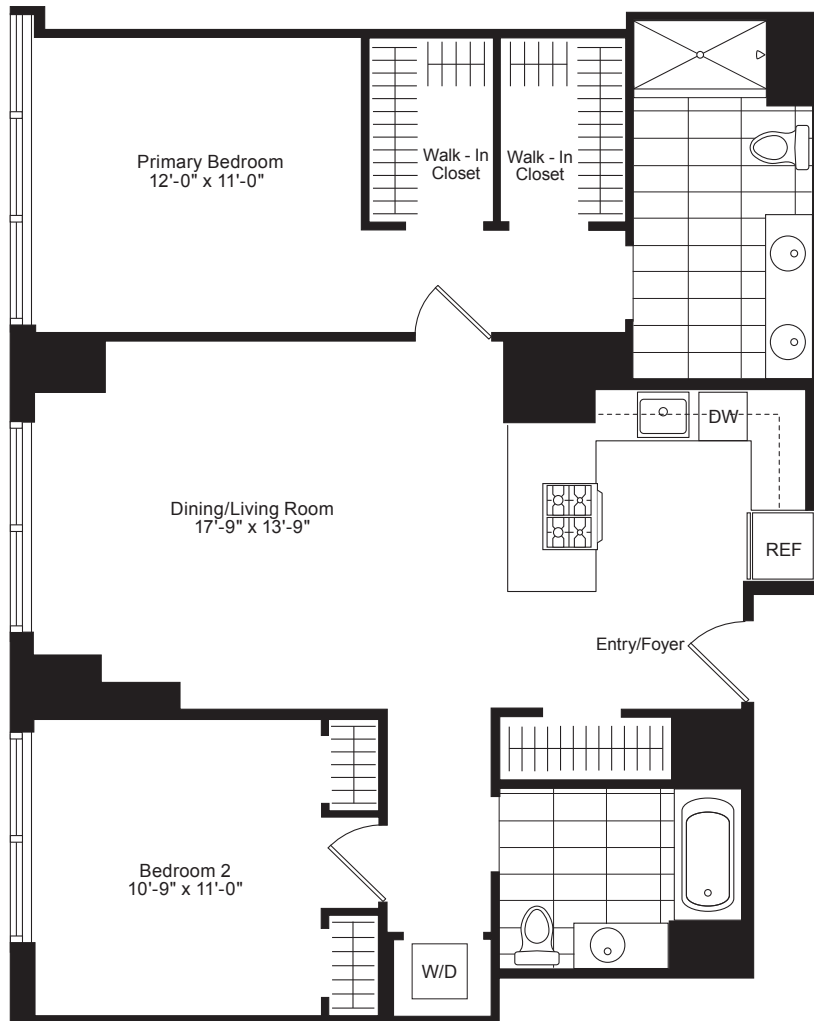 Primary Bedroom
12'-0" x 11'-0"
Walk - In
Closet
Walk - In
Closet
DW
Dining/Living Room
17'-9" x 13'-9"
REF
Entry/Foyer
Bedroom 2
10'-9" x 11'-0"
W/D